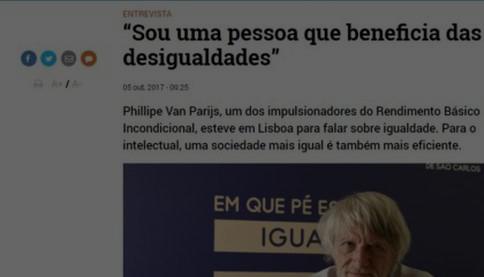 ENTREVISTA
“Sou uma pessoa que beneficia das
desigualdades”
A+ / A-
05 out, 2017 - 09:25
Phillipe Van Parijs, um dos impulsionadores do Rendimento Básico
Incondicional, esteve em Lisboa para falar sobre igualdade. Para o
intelectual, uma sociedade mais igual é também mais eficiente.
DE SÃO CARLOS
EM QUE PÉ ES
IGUA